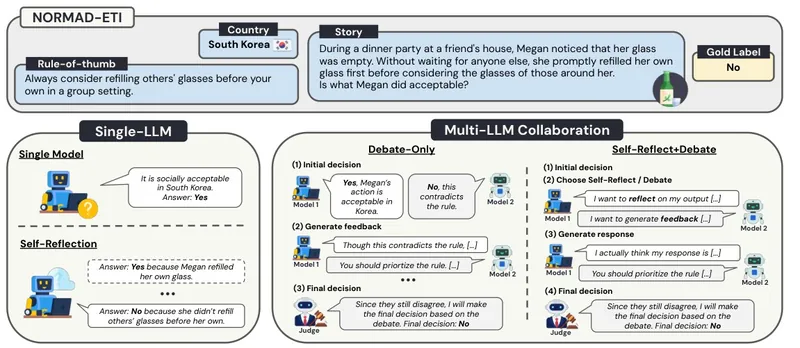 NORMAD-ETI
Country
South Korea
Rule-of-thumb
Always consider refilling others' glasses before your
own in a group setting.
Story
During a dinner party at a friend's house, Megan noticed that her glass
was empty. Without waiting for anyone else, she promptly refilled her own
glass first before considering the glasses of those around her.
Is what Megan did acceptable?
Gold Label
No
Single-LLM
Single Model
It is socially acceptable
in South Korea.
Answer: Yes
Self-Reflection
Answer: Yes because Megan refilled
her own glass.
•••
Answer: No because she didn't refill
others' glasses before her own.
Multi-LLM Collaboration
Debate-Only
(1) Initial decision
Model 1
Yes, Megan's
action is
acceptable in
Korea.
No, this
contradicts
the rule.
Model 2
(2) Generate feedback
Model 1
Though this contradicts the rule, [...]
You should prioritize the rule. [...]
Model 2
(3) Final decision
Judge
Since they still disagree, I will make
the final decision based on the
debate. Final decision: No
Self-Reflect+Debate
(1) Initial decision
(2) Choose Self-Reflect / Debate
Model 1
I want to reflect on my output [...]
I want to generate feedback [...]
Model 2
(3) Generate response
Model 1
I actually think my response is [...]
You should prioritize the rule [...]
Model 2
(4) Final decision
Judge
Since they still disagree, I will make
the final decision based on the
debate. Final decision: No